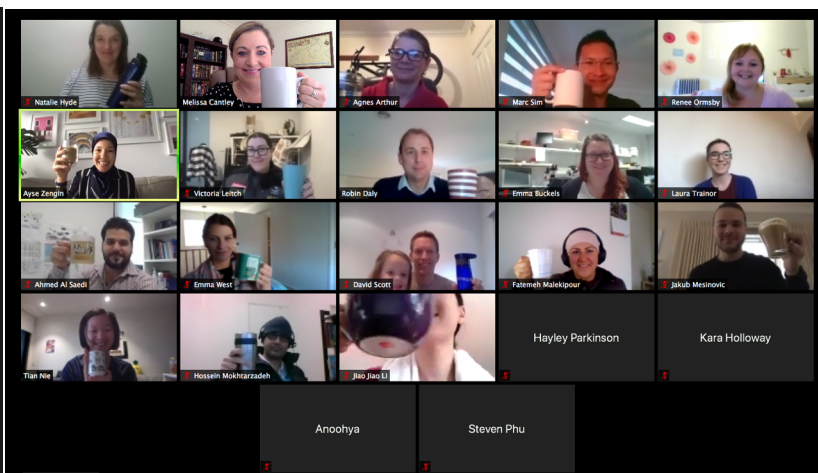 Natalie Hyde
Melissa Cantley
Agnes Arthur
Marc Sim
Renee Ormsby
Ayse Zengin
Victoria Leitch
Robin Daly
Emma Buckels
Laura Trainor
Ahmed Al Saedi
Emma West
David Scott
Fatemeh Malekipour
Jakub Mesinovic
Tian Nie
Hossein Mokhtarzadeh
Jiao Jiao Li
Hayley Parkinson
Kara Holloway
Anoohya
Steven Phu